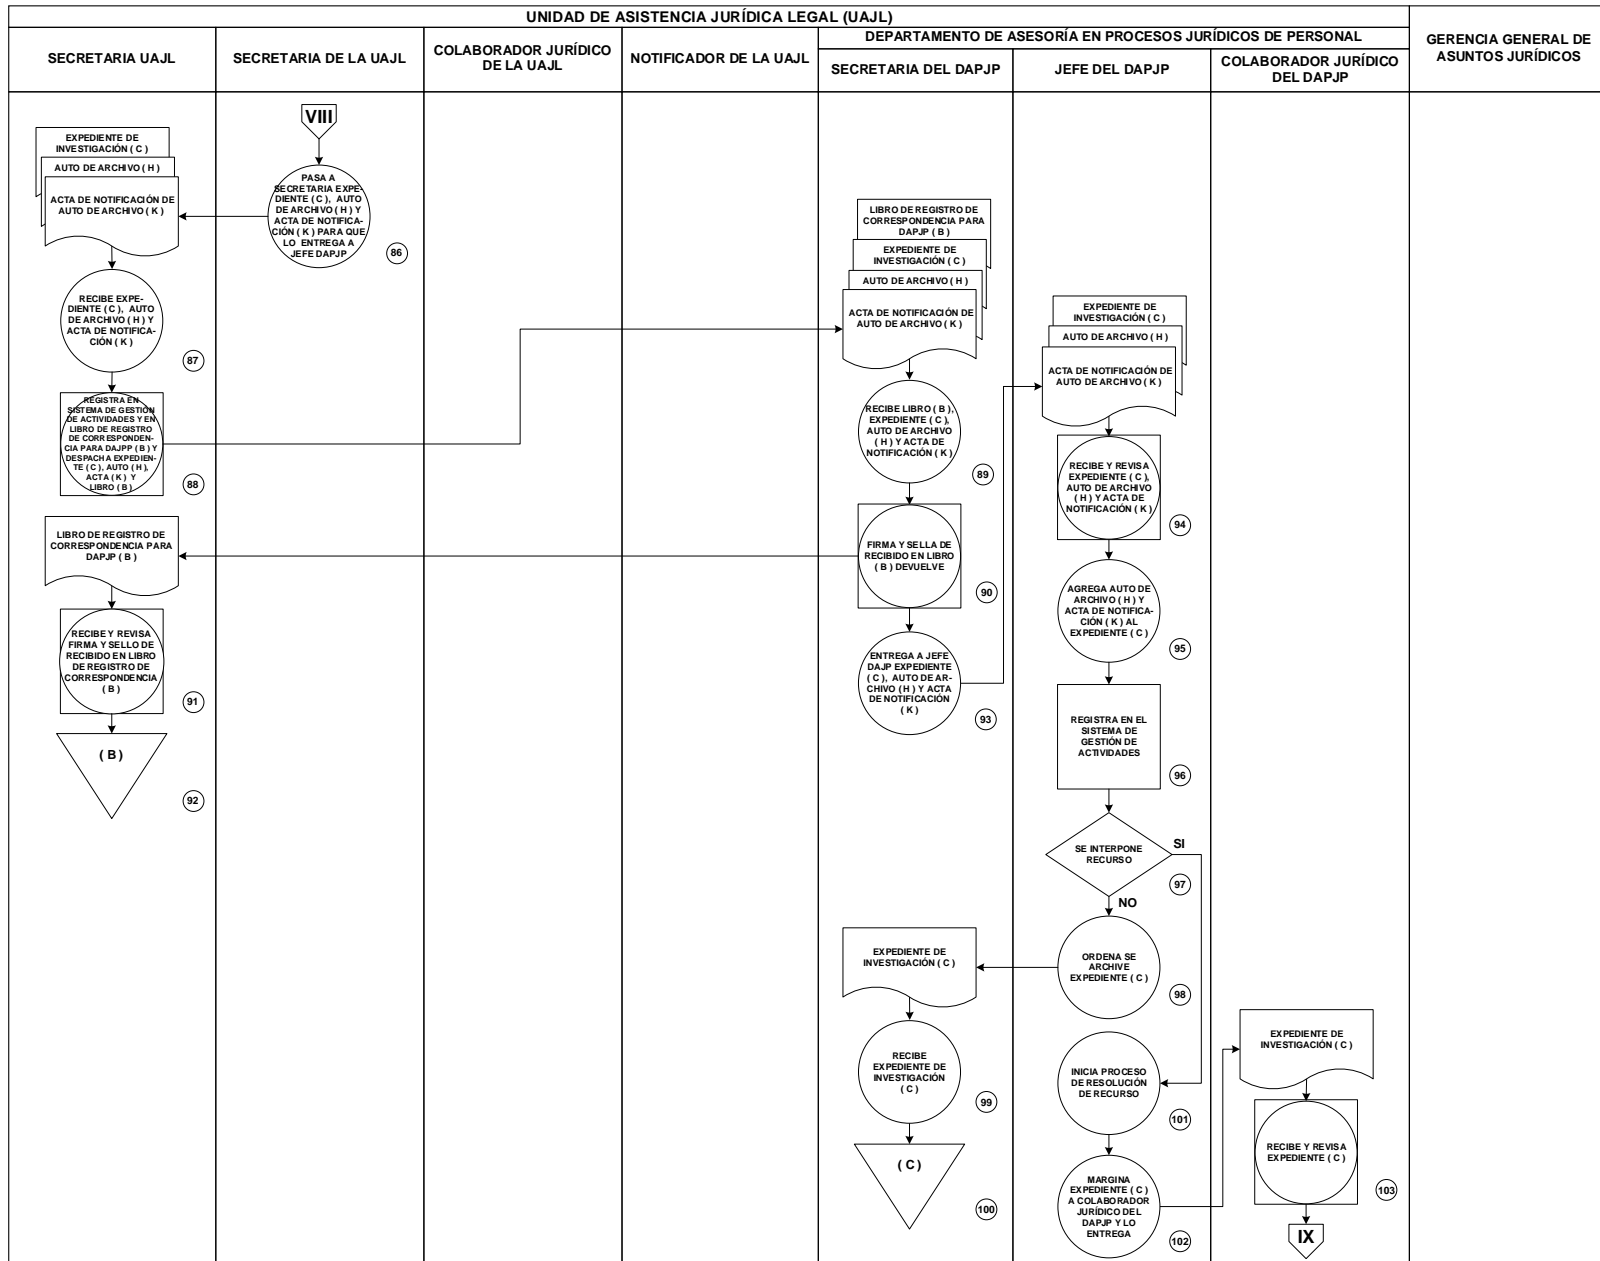 UNIDAD DE ASISTENCIA JURÍDICA LEGAL (UAJL)
GERENCIA GENERAL DE
ASUNTOS JURÍDICOS
SECRETARIA UAJL
SECRETARIA DE LA UAJL
COLABORADOR JURÍDICO
DE LA UAJL
NOTIFICADOR DE LA UAJL
DEPARTAMENTO DE ASESORÍA EN PROCESOS JURÍDICOS DE PERSONAL
SECRETARIA DEL DAPJP
JEFE DEL DAPJP
COLABORADOR JURÍDICO
DEL DAPJP
VIII
PASA A
SECRETARIA EXPE-
DIENTE ( C ), AUTO
DE ARCHIVO ( H ) Y
ACTA DE NOTIFICA-
CIÓN ( K ) PARA QUE
LO ENTREGA A
JEFE DAPJP
86
EXPEDIENTE DE
INVESTIGACIÓN ( C )
AUTO DE ARCHIVO ( H )
ACTA DE NOTIFICACIÓN DE
AUTO DE ARCHIVO ( K )
RECIBE EXPE-
DIENTE ( C ), AUTO
DE ARCHIVO ( H ) Y
ACTA DE NOTIFICA-
CIÓN ( K )
87
REGISTRA EN
SISTEMA DE GESTIÓN
DE ACTIVIDADES Y EN
LIBRO DE REGISTRO
DE CORRESPONDEN-
CIA PARA DAJPP ( B ) Y
DESPACHA EXPEDIEN-
TE ( C ), AUTO ( H ),
ACTA ( K ) Y
LIBRO ( B )
88
LIBRO DE REGISTRO DE
CORRESPONDENCIA PARA
DAPJP ( B )
EXPEDIENTE DE
INVESTIGACIÓN ( C )
AUTO DE ARCHIVO ( H )
ACTA DE NOTIFICACIÓN DE
AUTO DE ARCHIVO ( K )
RECIBE LIBRO ( B ),
EXPEDIENTE ( C ),
AUTO DE ARCHIVO
( H ) Y ACTA DE
NOTIFICACIÓN ( K )
89
FIRMA Y SELLA DE
RECIBIDO EN LIBRO
( B ) DEVUELVE
90
LIBRO DE REGISTRO DE
CORRESPONDENCIA PARA
DAPJP ( B )
RECIBE Y REVISA
FIRMA Y SELLO DE
RECIBIDO EN LIBRO
DE REGISTRO DE
CORRESPONDENCIA
( B )
91
( B )
92
ENTREGA A JEFE
DAJP EXPEDIENTE
( C ), AUTO DE AR-
CHIVO ( H ) Y ACTA
DE NOTIFICACIÓN
( K )
93
EXPEDIENTE DE
INVESTIGACIÓN ( C )
AUTO DE ARCHIVO ( H )
ACTA DE NOTIFICACIÓN DE
AUTO DE ARCHIVO ( K )
RECIBE Y REVISA
EXPEDIENTE ( C ),
AUTO DE ARCHIVO
( H ) Y ACTA DE
NOTIFICACIÓN ( K )
94
AGREGA AUTO DE
ARCHIVO ( H ) Y
ACTA DE NOTIFICA-
CIÓN ( K ) AL
EXPEDIENTE ( C )
95
REGISTRA EN EL
SISTEMA DE
GESTIÓN DE
ACTIVIDADES
96
SE INTERPONE
RECURSO
SI
97
NO
ORDENA SE
ARCHIVE
EXPEDIENTE ( C )
98
EXPEDIENTE DE
INVESTIGACIÓN ( C )
RECIBE
EXPEDIENTE DE
INVESTIGACIÓN
( C )
99
( C )
100
INICIA PROCESO
DE RESOLUCIÓN
DE RECURSO
101
MARGINA
EXPEDIENTE ( C )
A COLABORADOR
JURÍDICO DEL
DAPJP Y LO
ENTREGA
102
EXPEDIENTE DE
INVESTIGACIÓN ( C )
RECIBE Y REVISA
EXPEDIENTE ( C )
103
IX